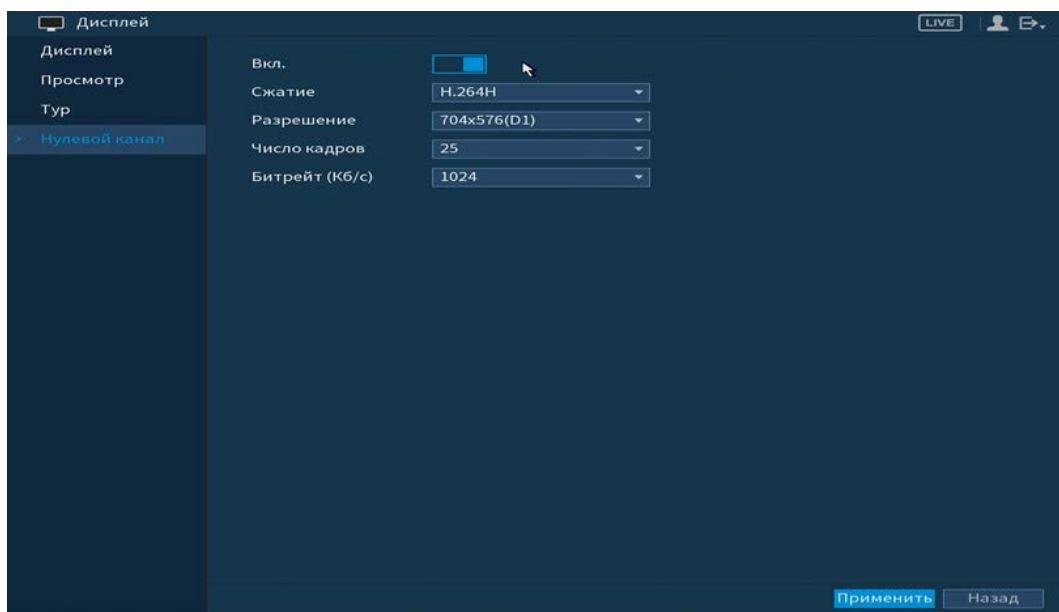 Дисплей LIVE
Дисплей
Просмотр
Тур
> Нулевой канал
Вкл.
Сжатие H.264H
Разрешение 704x576(D1)
Число кадров 25
Битрейт (Кб/с) 1024
Применить Назад